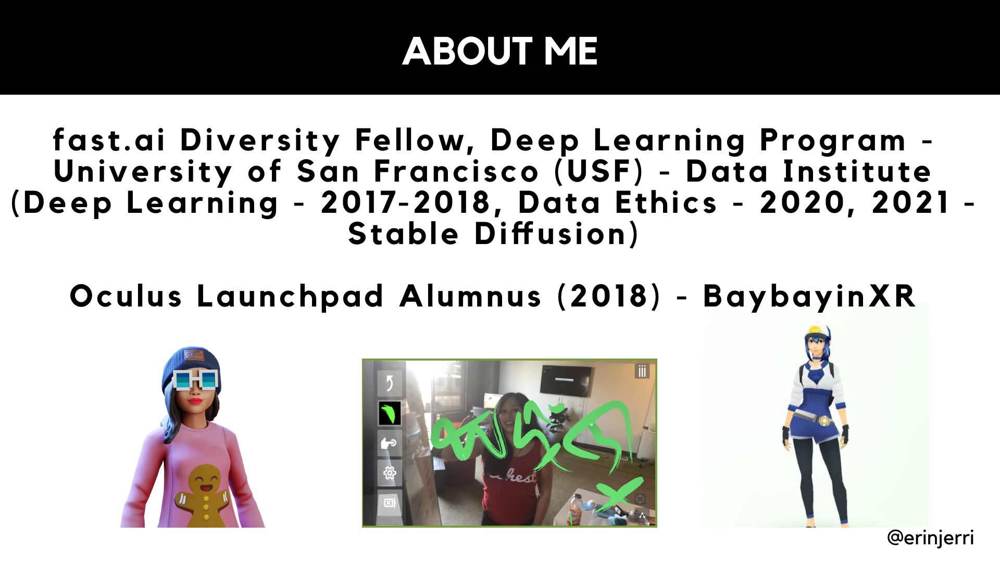 ABOUT ME
fast.ai Diversity Fellow, Deep Learning Program -
University of San Francisco (USF) - Data Institute
(Deep Learning - 2017-2018, Data Ethics - 2020, 2021 -
Stable Diffusion)
Oculus Launchpad Alumnus (2018) - BaybayinXR
@erinjerri